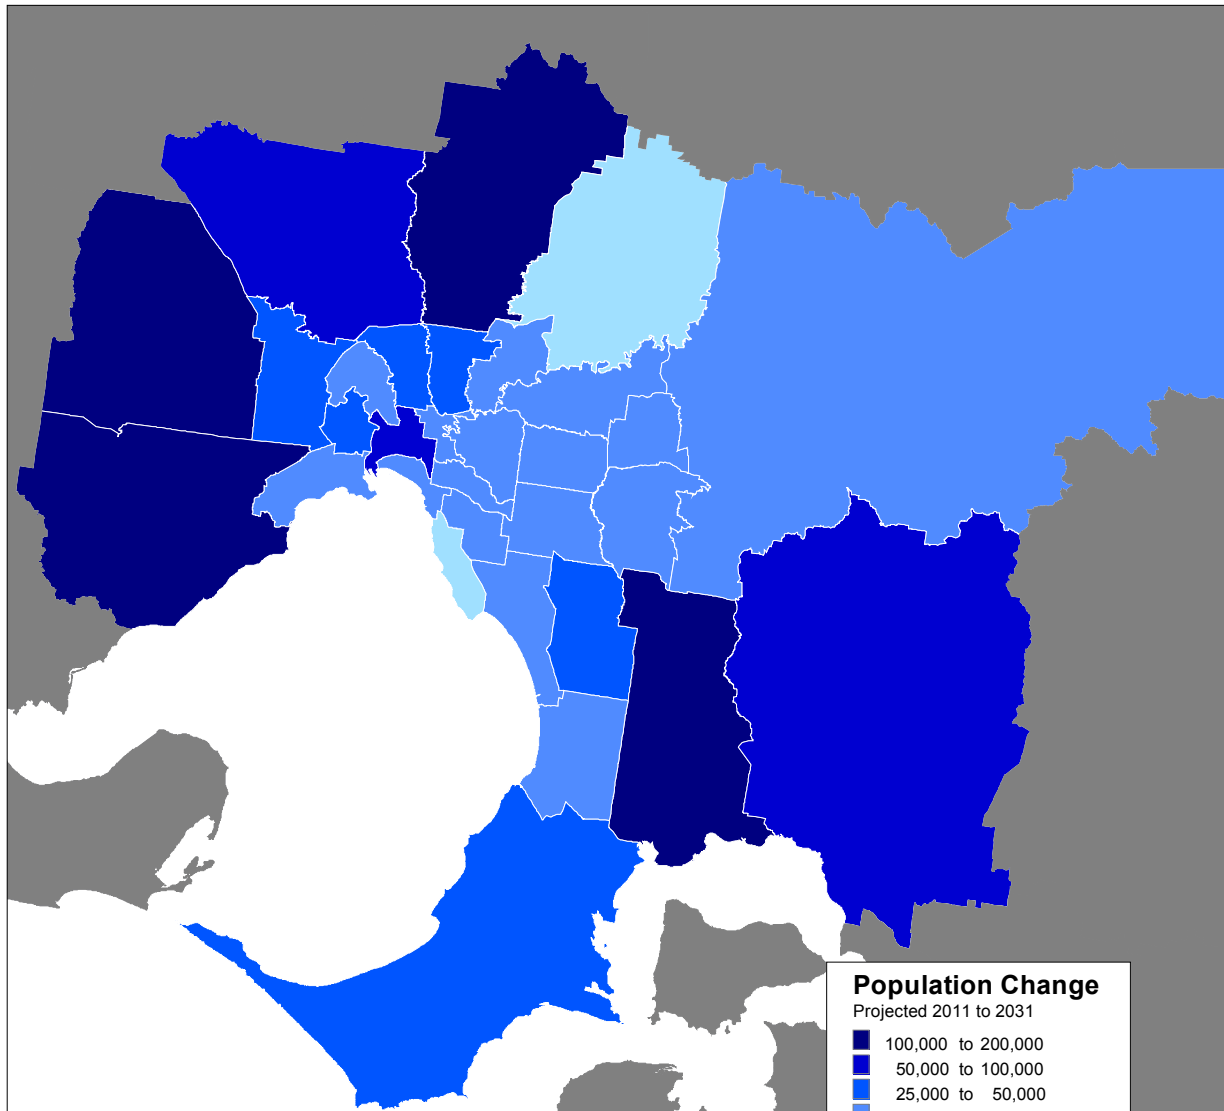 Population Change
Projected 2011 to 2031
100,000 to 200,000
50,000 to 100,000
25,000 to 50,000